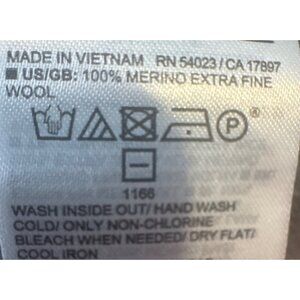 MADE IN VIETNAM RN 54023 / CA 17897
■ US/GB: 100% MERINO EXTRA FINE
WOOL
P ®
1166
WASH INSIDE OUT/ HAND WASH
COLD/ ONLY NON-CHLORINE
BLEACH WHEN NEEDED/ DRY FLAT/
COOL IRON